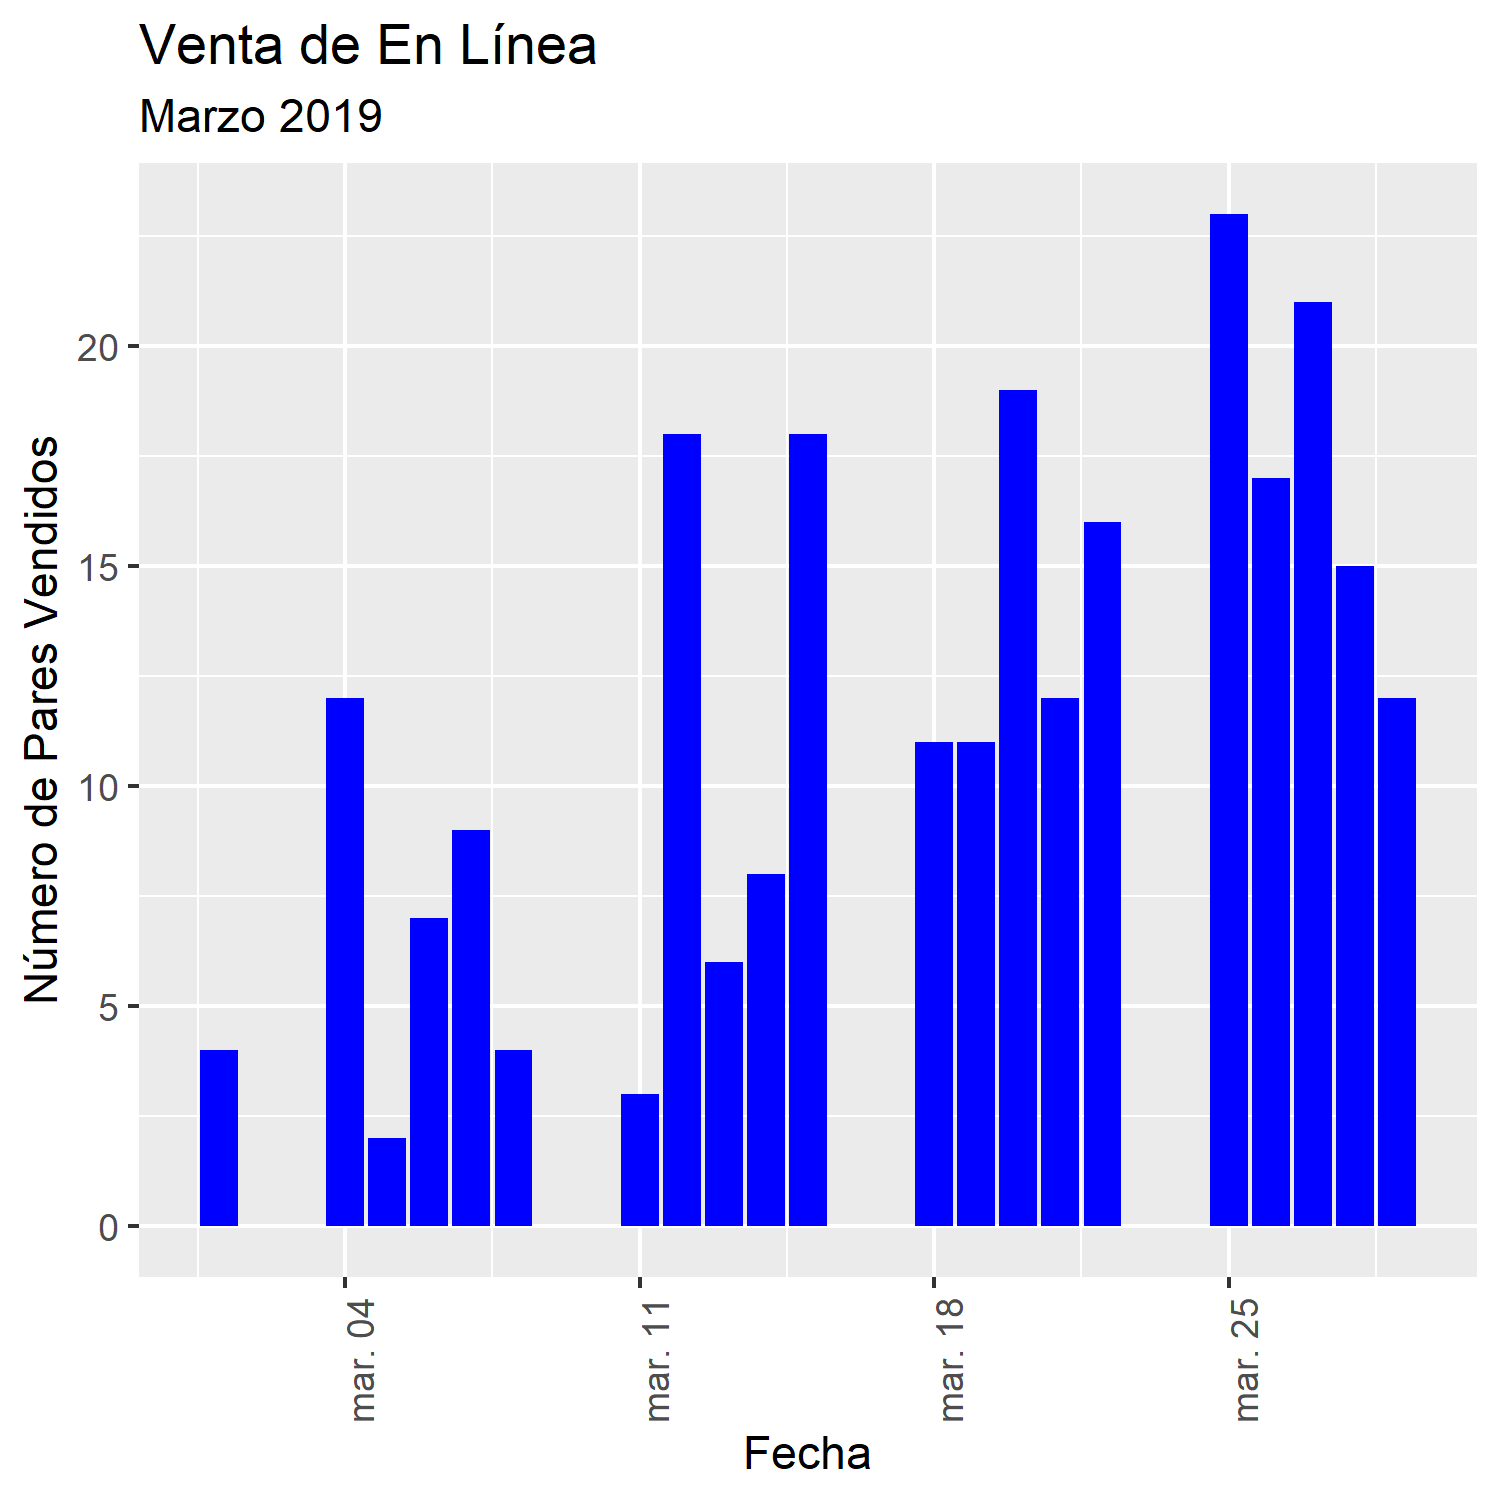 Venta de En Línea
Marzo 2019
Número de Pares Vendidos
20
15
10
5
0
mar. 04
mar. 11
mar. 18
mar. 25
Fecha